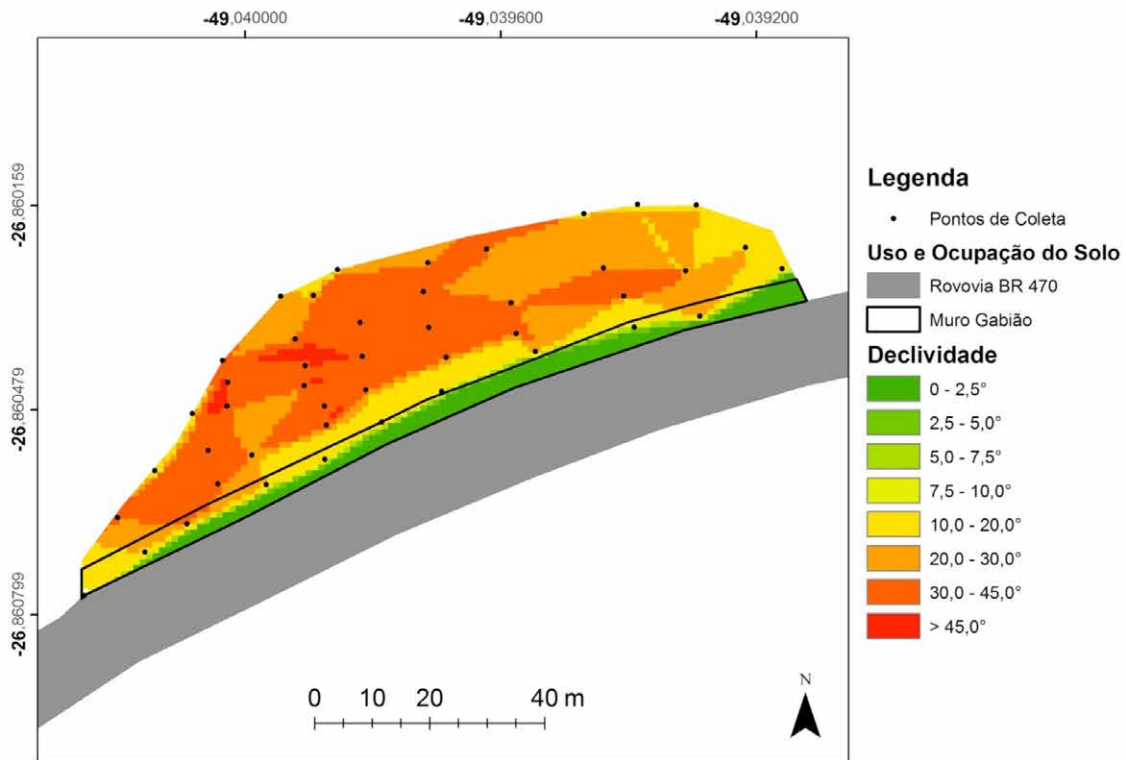 -49,040000
-49,039600
-49,039200
-26,860159
-26,860479
-26,860799
0 10 20 40 m
N
Legenda
Pontos de Coleta
Uso e Ocupação do Solo
Rovovia BR 470
Muro Gabião
Declividade
0 - 2,5°
2,5 - 5,0°
5,0 - 7,5°
7,5 - 10,0°
10,0 - 20,0°
20,0 - 30,0°
30,0 - 45,0°
> 45,0°